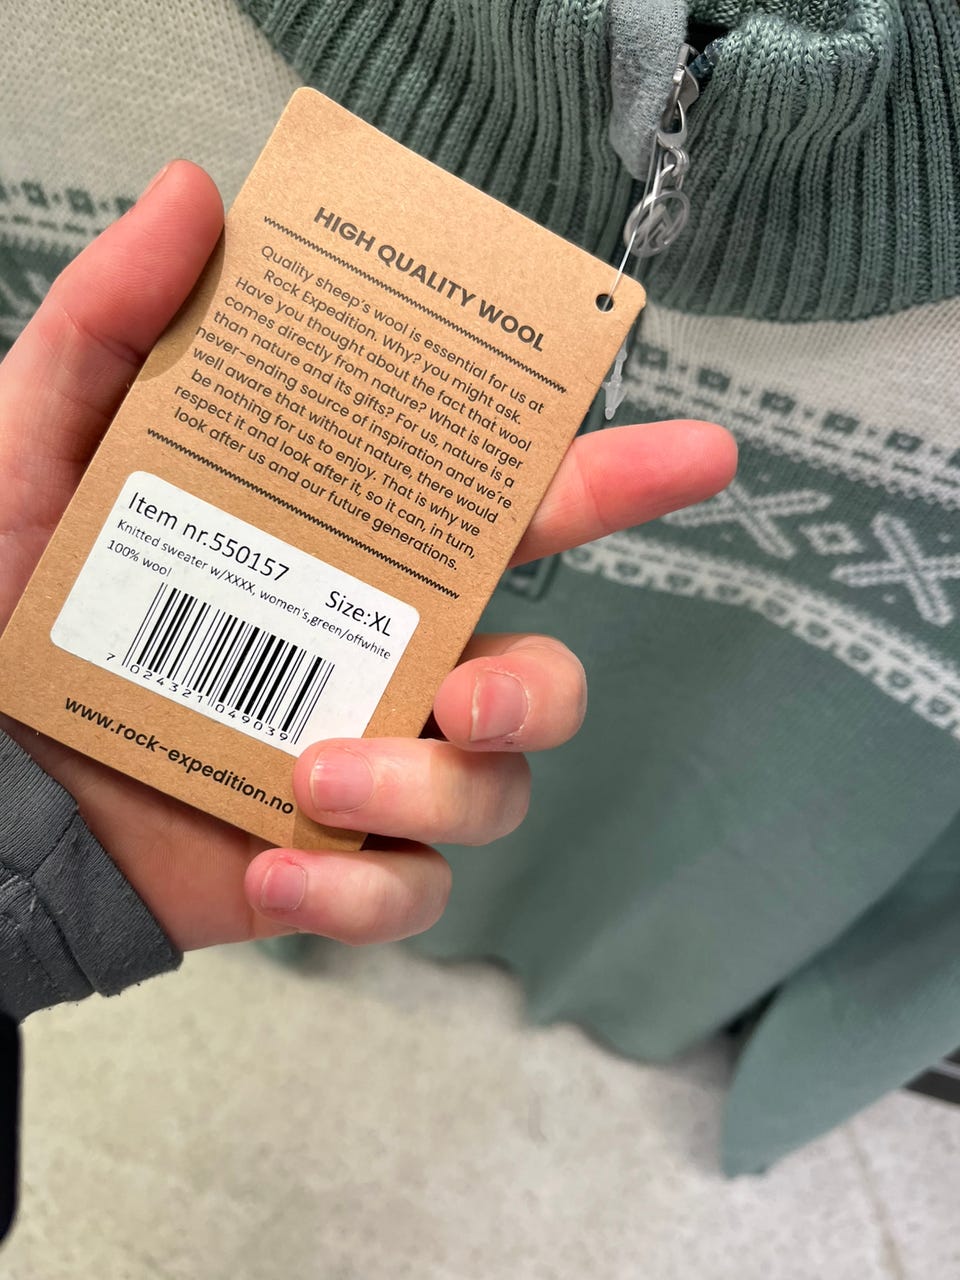 HIGH QUALITY WOOL
Quality sheep's wool is essential for us at
Rock Expedition. Why? you might ask.
Have you thought about the fact that wool
comes directly from nature? What is larger
than nature and its gifts? For us, nature is a
never-ending source of inspiration and we're
well aware that without nature, there would
be nothing for us to enjoy. That is why we
respect it and look after it, so it can, in turn,
look after us and our future generations.
Item nr.550157
Size:XL
Knitted sweater w/XXXX, women's,green/offwhite
100% wool
7 024321 049039
www.rock-expedition.no